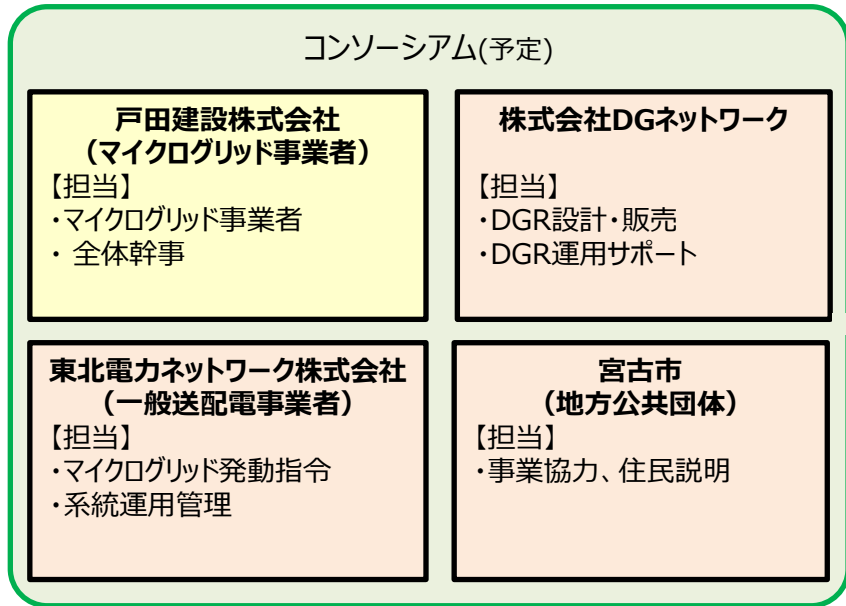 コンソーシアム(予定)
戸田建設株式会社
（マイクログリッド事業者）
【担当】
・マイクログリッド事業者
・ 全体幹事
株式会社DGネットワーク
【担当】
・DGR設計・販売
・DGR運用サポート
東北電力ネットワーク株式会社
（一般送配電事業者）
【担当】
・マイクログリッド発動指令
・系統運用管理
宮古市
（地方公共団体）
【担当】
・事業協力、住民説明